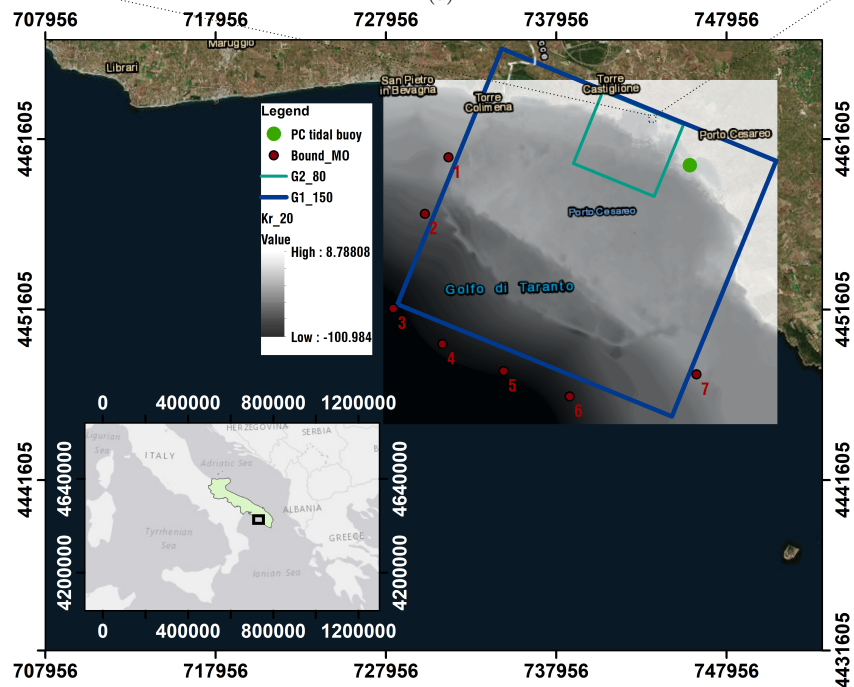 707956 717956 727956 737956 747956
Maruggio
Librari
San Pietro
in Bevagna
Torre
Colimena
Torre
Castiglione
Porto Cesareo
4461605
4461605
Legend
PC tidal buoy
Bound_MO
G2_80
G1_150
Kr_20
Value
High : 8.78808
Low : -100.984
1
2
Porto Cesareo
Golfo di Taranto
3
4
5
6
7
4451605
4451605
0 400000 800000 1200000
HERZEGOVINA
SERBIA
B
Ligurian
Sea
ITALY
Adriatic Sea
ALBANIA
GREECE
Tyrrhenian
Sea
Ionian Sea
4640000
4640000
4200000
4200000
0 400000 800000 1200000
4441605
4441605
4431605
4431605
707956 717956 727956 737956 747956